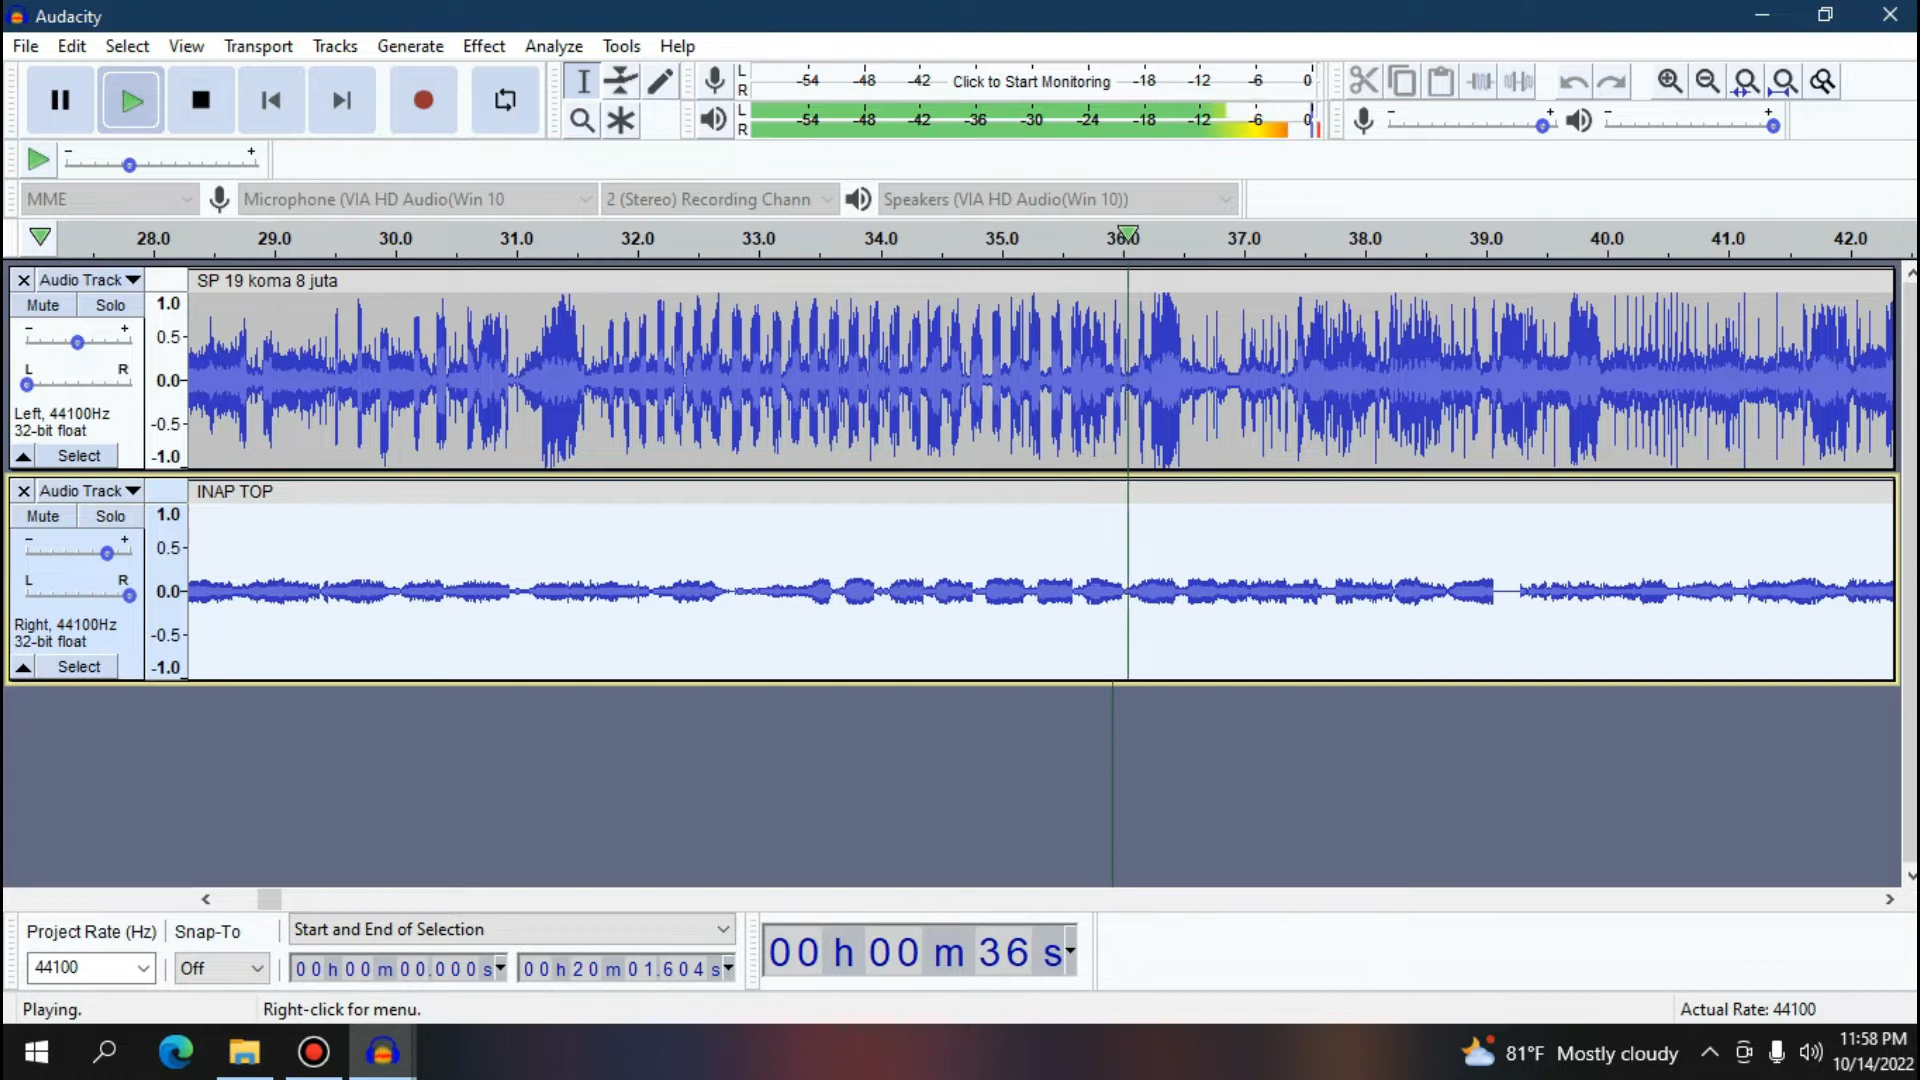 Audacity
File Edit Select View Transport Tracks Generate Effect Analyze Tools Help
L R -54 -48 -42 Click to Start Monitoring -18 -12 -6 0
L R -54 -48 -42 -36 -30 -24 -18 -12 -6 0
- + - +
- +
MME Microphone (VIA HD Audio(Win 10 2 (Stereo) Recording Chann Speakers (VIA HD Audio(Win 10))
28.0 29.0 30.0 31.0 32.0 33.0 34.0 35.0 36.0 37.0 38.0 39.0 40.0 41.0 42.0
Audio Track SP 19 koma 8 juta
Mute Solo 1.0
- + 0.5
L R 0.0
Left, 44100Hz -0.5
32-bit float
Select -1.0
Audio Track INAP TOP
Mute Solo 1.0
- + 0.5
L R 0.0
Right, 44100Hz -0.5
32-bit float
Select -1.0
Project Rate (Hz) Snap-To Start and End of Selection
44100 Off 00 h 00 m 00.000 s 00 h 20 m 01.604 s 00 h 00 m 36 s
Playing. Right-click for menu. Actual Rate: 44100
81°F Mostly cloudy 11:58 PM
10/14/2022